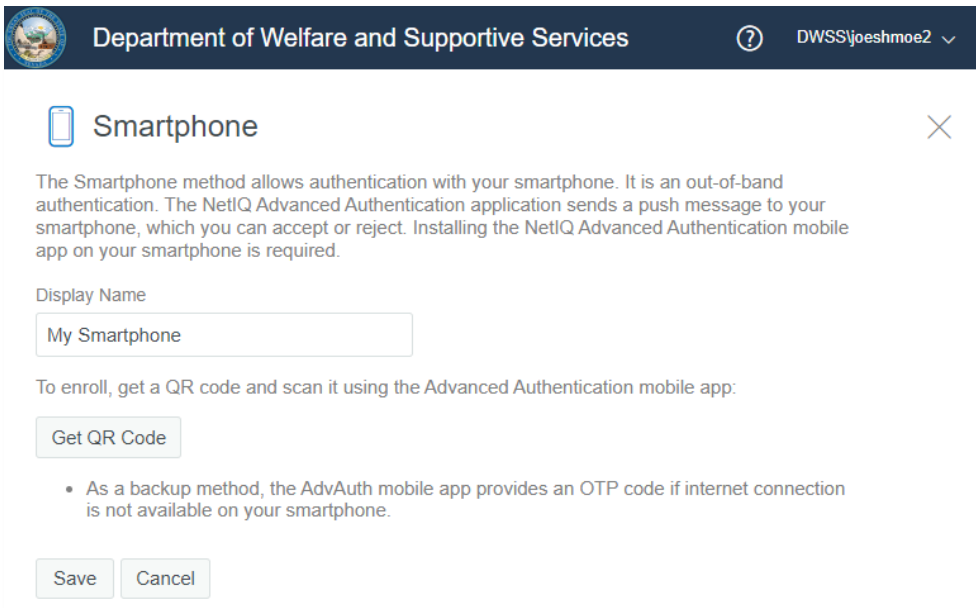 Department of Welfare and Supportive Services
DWSS\joeshmoe2
Smartphone
The Smartphone method allows authentication with your smartphone. It is an out-of-band
authentication. The NetIQ Advanced Authentication application sends a push message to your
smartphone, which you can accept or reject. Installing the NetIQ Advanced Authentication mobile
app on your smartphone is required.
Display Name
My Smartphone
To enroll, get a QR code and scan it using the Advanced Authentication mobile app:
Get QR Code
• As a backup method, the AdvAuth mobile app provides an OTP code if internet connection
is not available on your smartphone.
Save Cancel